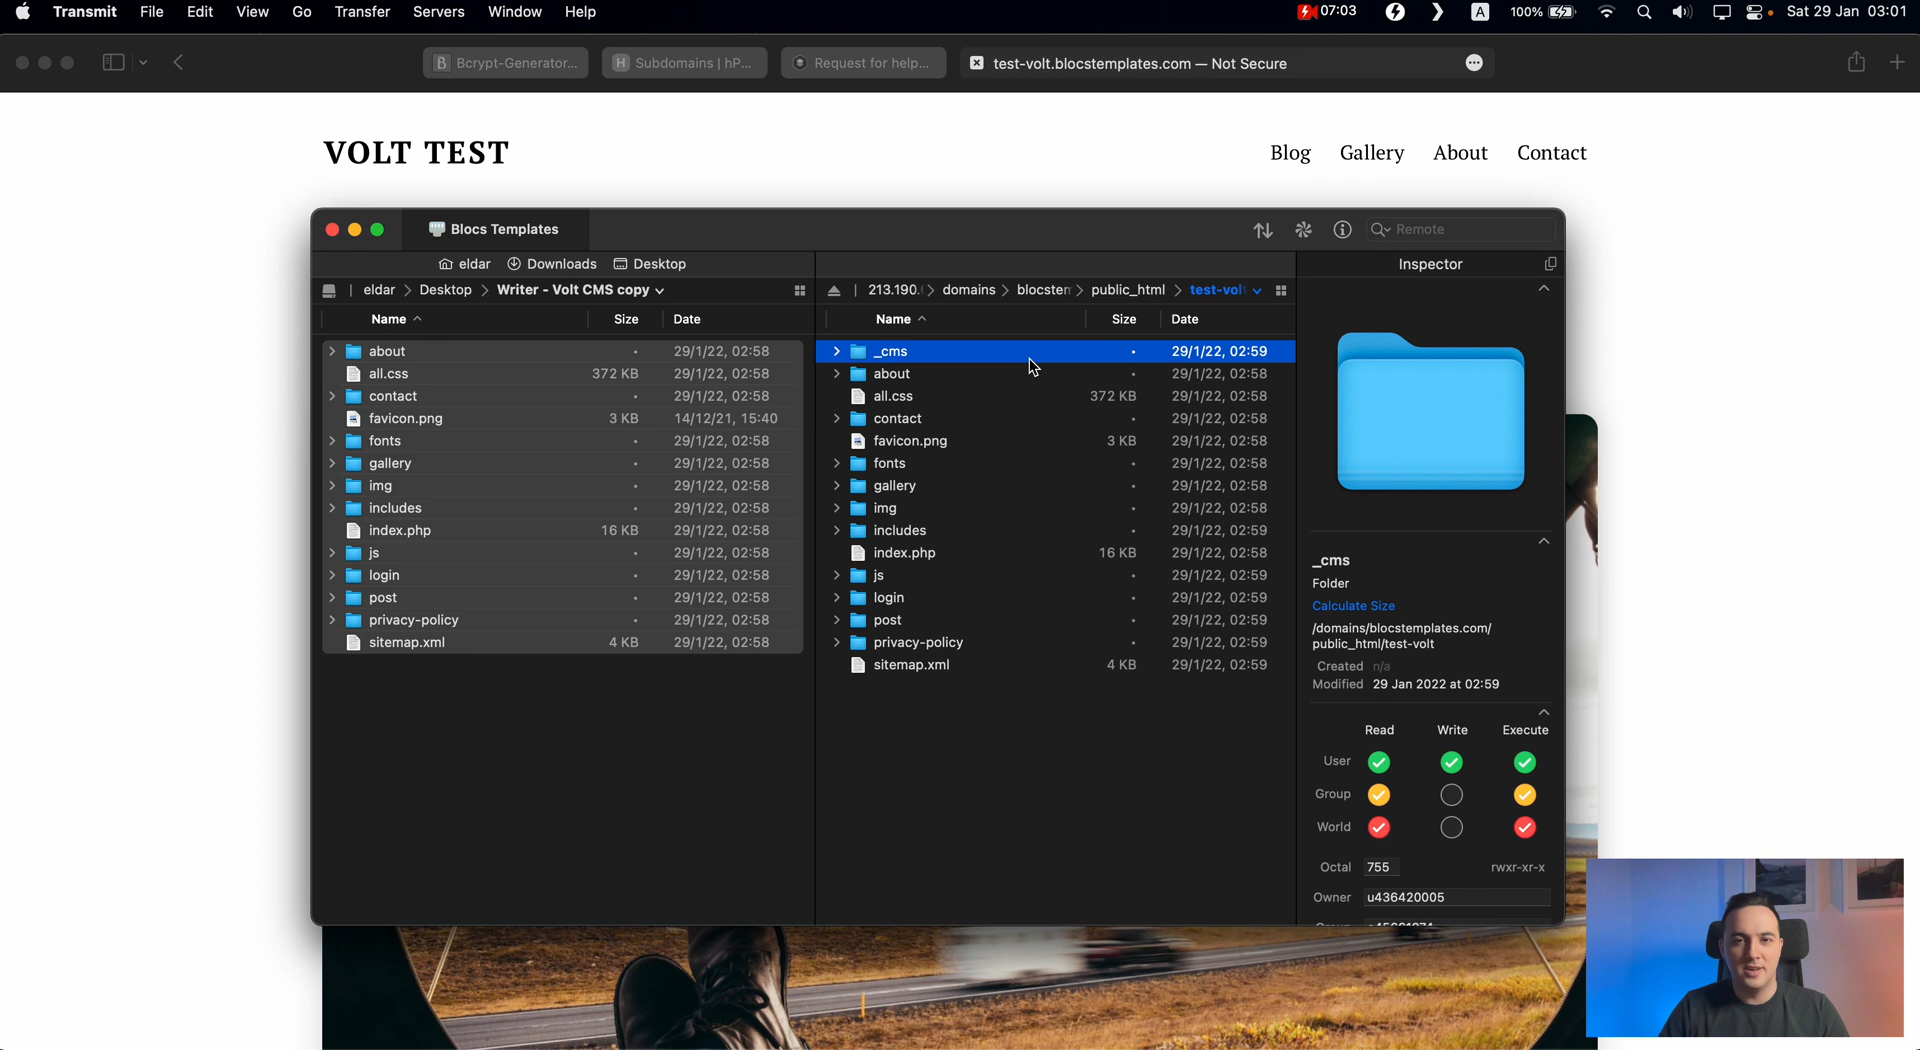 Transmit File Edit View Go Transfer Servers Window Help 07:03 A 100% Sat 29 Jan 03:01
B Bcrypt-Generator... H Subdomains | hP... Request for help... test-volt.blocstemplates.com — Not Secure
VOLT TEST Blog Gallery About Contact
Blocs Templates Remote
eldar Downloads Desktop Inspector
eldar Desktop Writer - Volt CMS copy 213.190. domains blocster public_html test-vol
Name Size Date Name Size Date
about 29/1/22, 02:58 _cms 29/1/22, 02:59
all.css 372 KB 29/1/22, 02:58 about 29/1/22, 02:58
contact 29/1/22, 02:58 all.css 372 KB 29/1/22, 02:58
favicon.png 3 KB 14/12/21, 15:40 contact 29/1/22, 02:58
fonts 29/1/22, 02:58 favicon.png 3 KB 29/1/22, 02:58
gallery 29/1/22, 02:58 fonts 29/1/22, 02:58
img 29/1/22, 02:58 gallery 29/1/22, 02:58
includes 29/1/22, 02:58 img 29/1/22, 02:58
index.php 16 KB 29/1/22, 02:58 includes 29/1/22, 02:59
js 29/1/22, 02:58 index.php 16 KB 29/1/22, 02:58
login 29/1/22, 02:58 js 29/1/22, 02:59
post 29/1/22, 02:58 login 29/1/22, 02:59
privacy-policy 29/1/22, 02:58 post 29/1/22, 02:59
sitemap.xml 4 KB 29/1/22, 02:58 privacy-policy 29/1/22, 02:59
sitemap.xml 4 KB 29/1/22, 02:59
_cms
Folder
Calculate Size
/domains/blocstemplates.com/
public_html/test-volt
Created n/a
Modified 29 Jan 2022 at 02:59
Read Write Execute
User
Group
World
Octal 755 rwxr-xr-x
Owner u436420005